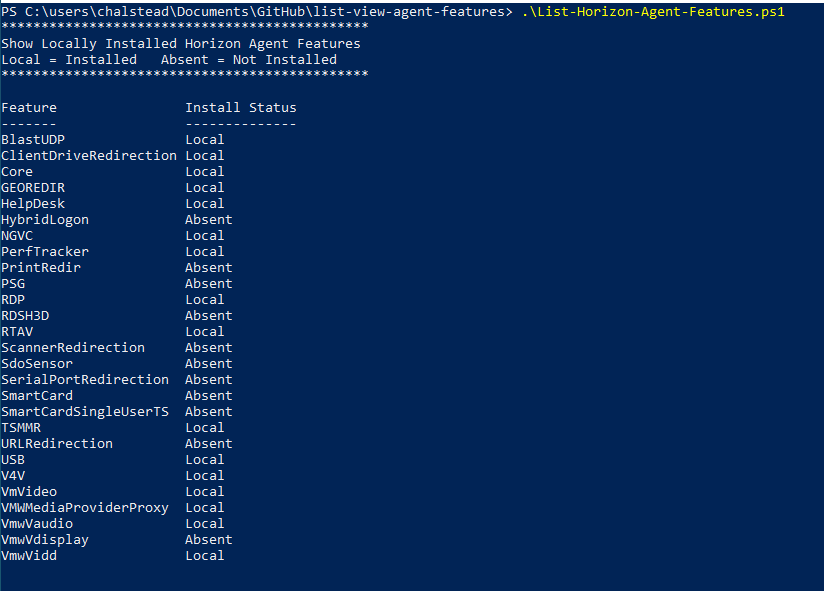 PS C:\users\chalstead\Documents\GitHub\list-view-agent-features> .\List-Horizon-Agent-Features.ps1
**********************************************
Show Locally Installed Horizon Agent Features
Local = Installed   Absent = Not Installed
**********************************************
Feature                Install Status
-------                --------------
BlastUDP               Local
ClientDriveRedirection Local
Core                   Local
GEOREDIR               Local
HelpDesk               Local
HybridLogon            Absent
NGVC                   Local
PerfTracker            Local
PrintRedir             Absent
PSG                    Absent
RDP                    Local
RDSH3D                 Absent
RTAV                   Local
ScannerRedirection     Absent
SdoSensor              Absent
SerialPortRedirection  Absent
SmartCard              Absent
SmartCardSingleUserTS  Absent
TSMMR                  Local
URLRedirection         Absent
USB                    Local
V4V                    Local
VmVideo                Local
VMWMediaProviderProxy  Local
VmwVaudio              Local
VmwVdisplay            Absent
VmwVidd                Local